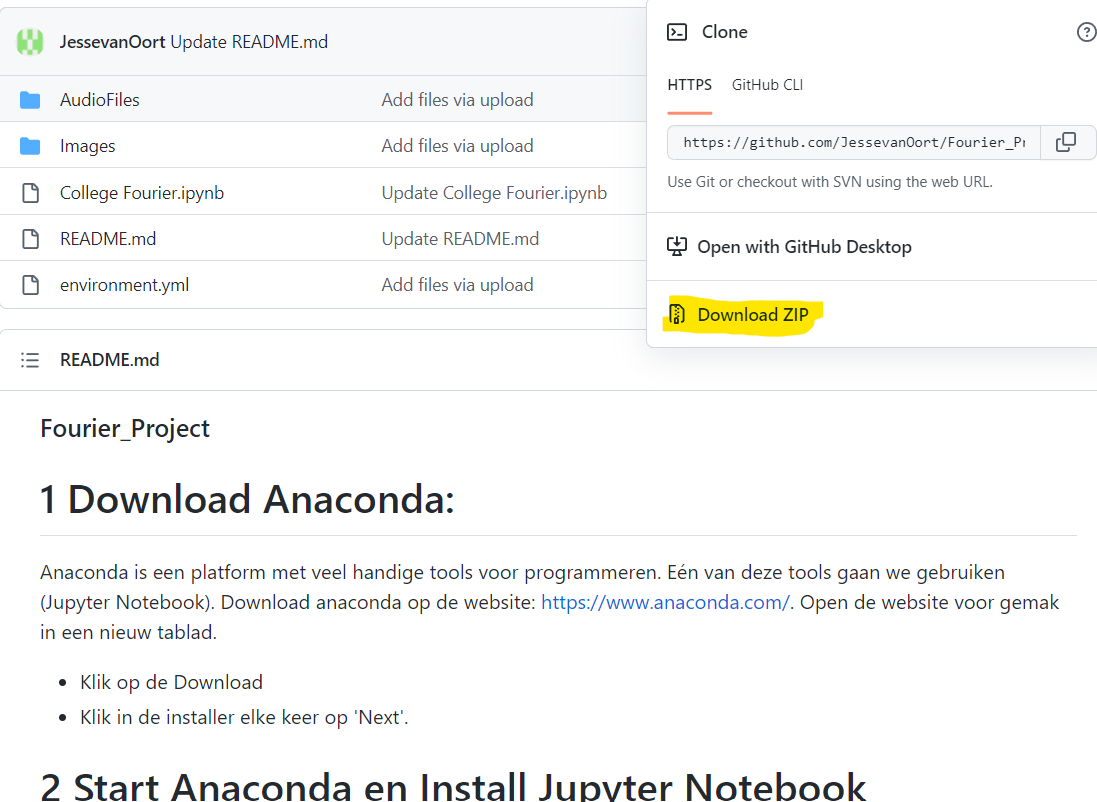 JessevanOort Update README.md
AudioFiles Add files via upload
Images Add files via upload
College Fourier.ipynb Update College Fourier.ipynb
README.md Update README.md
environment.yml Add files via upload
Clone
HTTPS GitHub CLI
https://github.com/JessevanOort/Fourier_Pr
Use Git or checkout with SVN using the web URL.
Open with GitHub Desktop
Download ZIP
README.md
Fourier_Project
1 Download Anaconda:
Anaconda is een platform met veel handige tools voor programmeren. Eén van deze tools gaan we gebruiken
(Jupyter Notebook). Download anaconda op de website: https://www.anaconda.com/. Open de website voor gemak
in een nieuw tablad.
• Klik op de Download
• Klik in de installer elke keer op 'Next'.
2 Start Anaconda en Install Jupyter Notebook